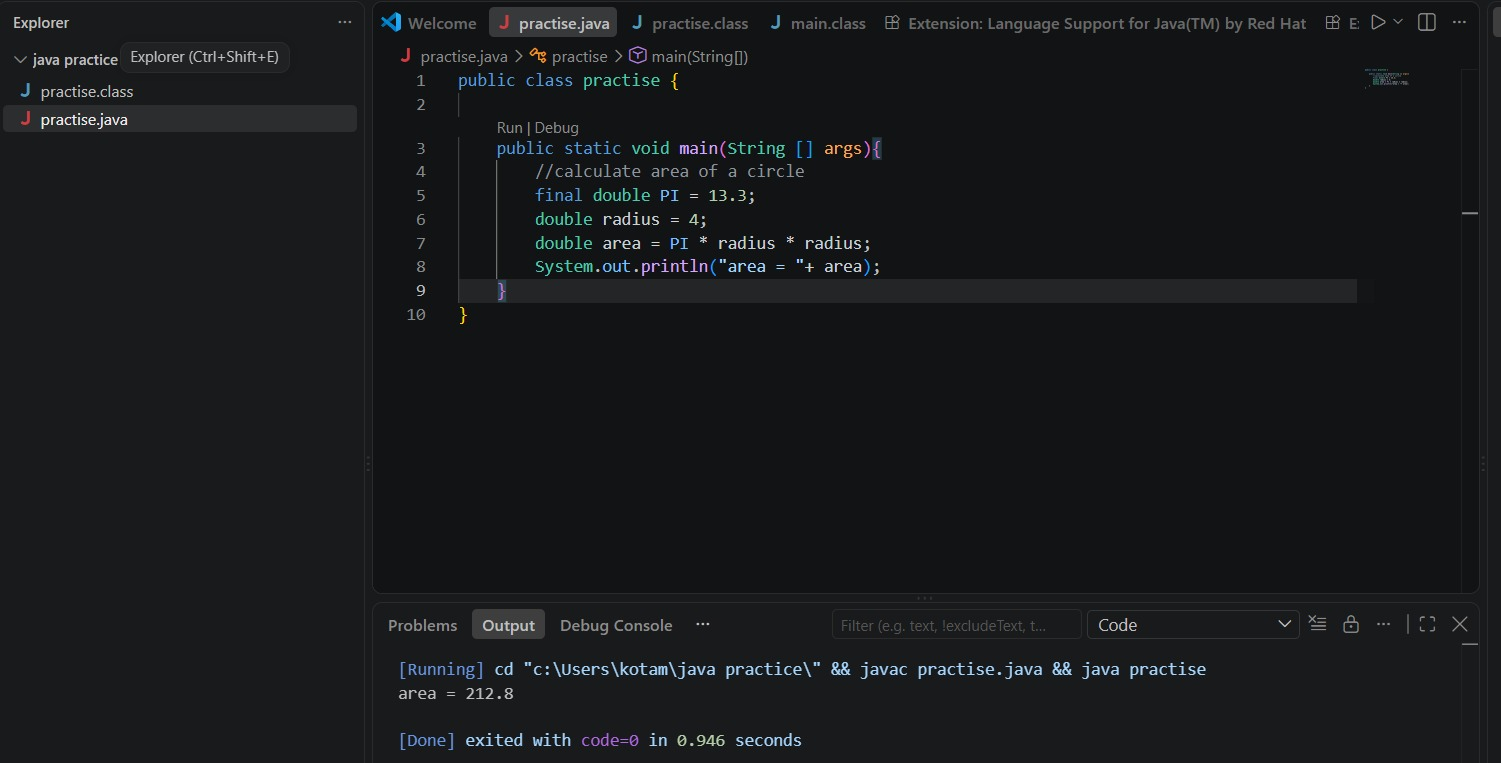 Explorer
java practice
Explorer (Ctrl+Shift+E)
practise.class
practise.java
Welcome practise.java practise.class main.class Extension: Language Support for Java(TM) by Red Hat E:
practise.java > practise > main(String[])
1 public class practise {
2
Run | Debug
3 public static void main(String [] args){
4 //calculate area of a circle
5 final double PI = 13.3;
6 double radius = 4;
7 double area = PI * radius * radius;
8 System.out.println("area = "+ area);
9 }
10 }
Problems Output Debug Console
Filter (e.g. text, !excludeText, t...
Code
[Running] cd "c:\Users\kotam\java practice\" && javac practise.java && java practise
area = 212.8
[Done] exited with code=0 in 0.946 seconds